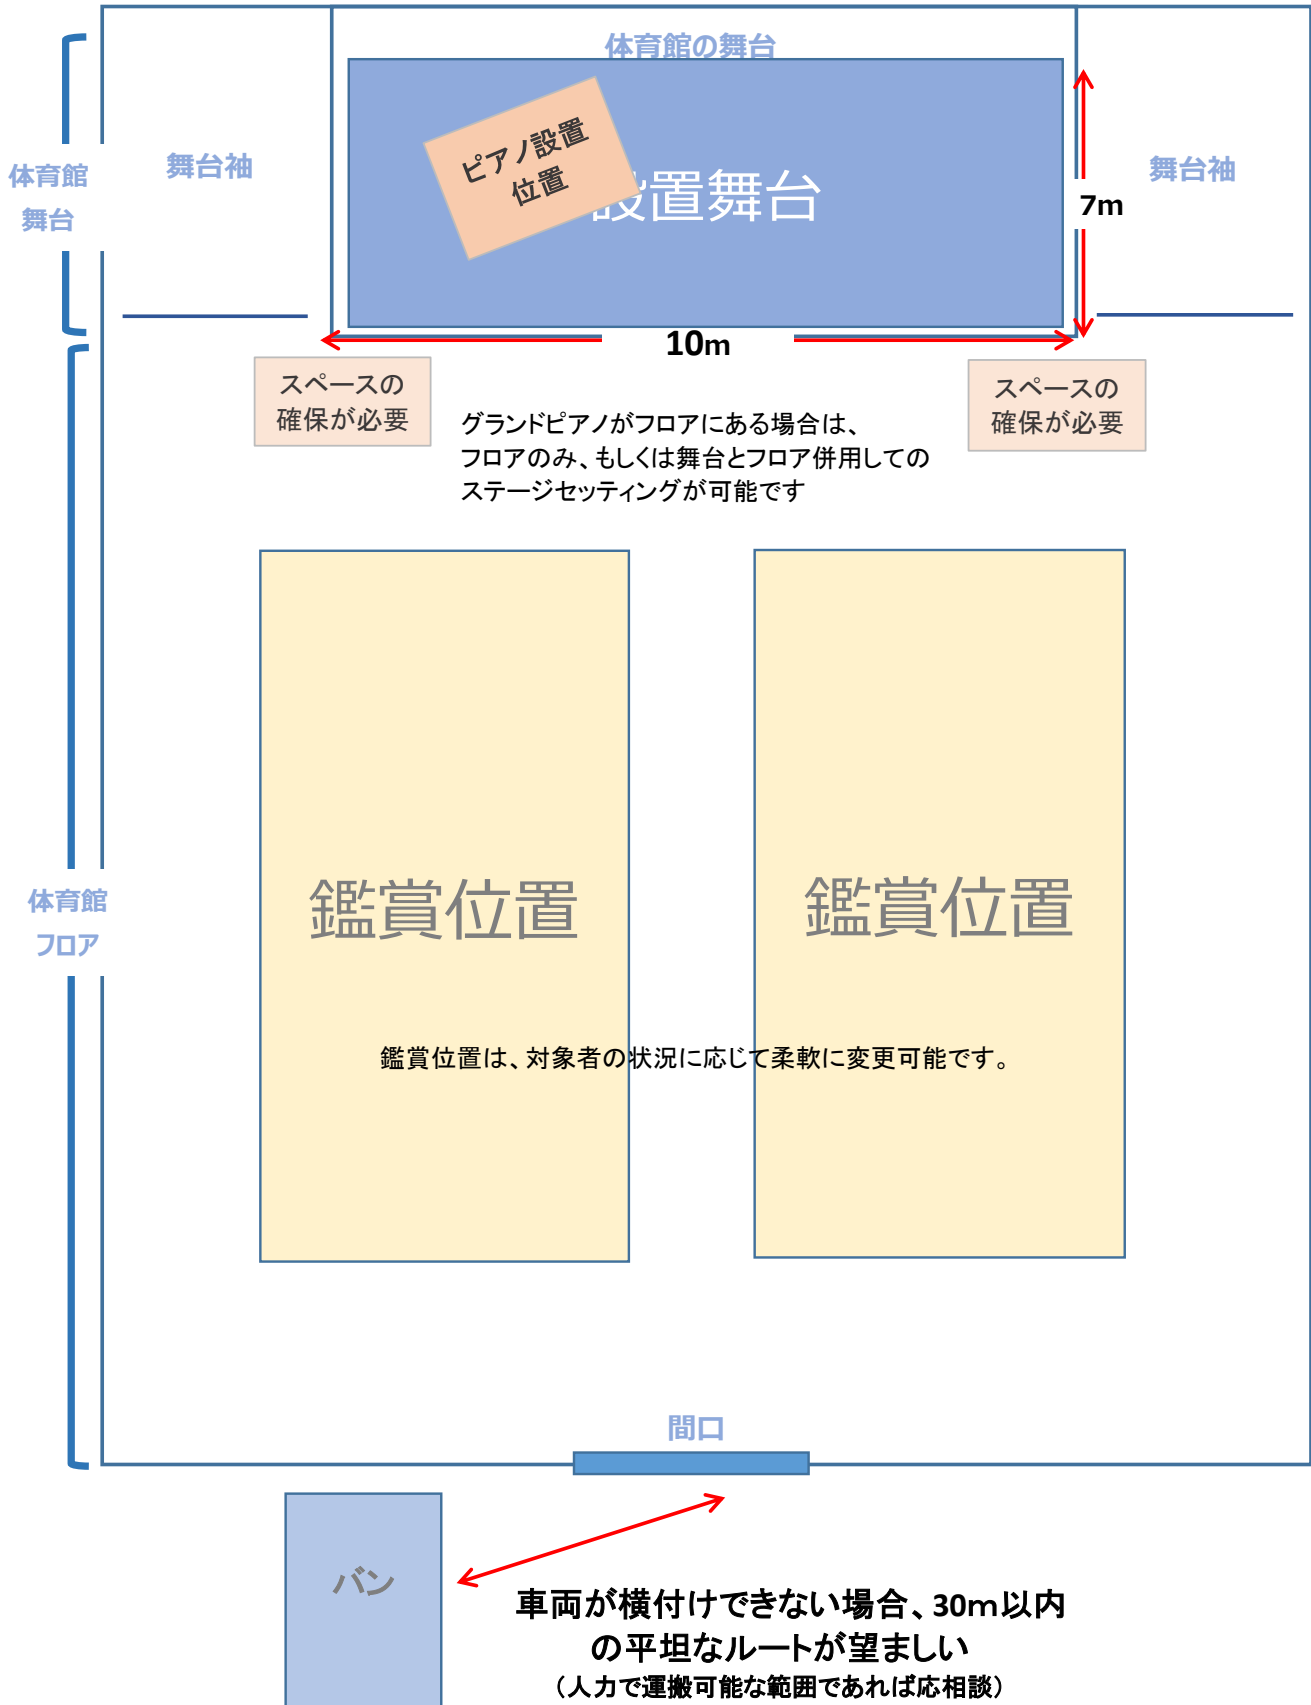 体育館の舞台
体育館
舞台
舞台袖
ピアノ設置
位置
設置舞台
舞台袖
7m
10m
スペースの
確保が必要
スペースの
確保が必要
グランドピアノがフロアにある場合は、
フロアのみ、もしくは舞台とフロア併用しての
ステージセッティングが可能です
体育館
フロア
鑑賞位置
鑑賞位置
鑑賞位置は、対象者の状況に応じて柔軟に変更可能です。
間口
バン
車両が横付けできない場合、30ｍ以内
の平坦なルートが望ましい
（人力で運搬可能な範囲であれば応相談）